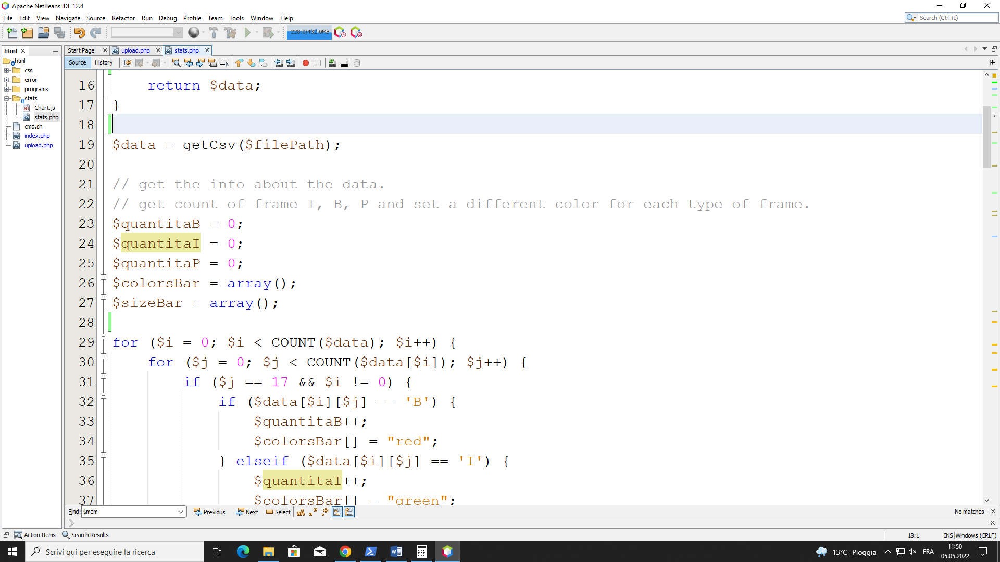 Apache NetBeans IDE 12.4
File Edit View Navigate Source Refactor Run Debug Profile Team Tools Window Help
Search (Ctrl+I)
228.0/432.0MB
html
Start Page upload.php stats.php
Source History
html
css
error
programs
stats
Chart.js
stats.php
cmd.sh
index.php
upload.php
16 return $data;
17 }
18
19 $data = getCsv($filePath);
20
21 // get the info about the data.
22 // get count of frame I, B, P and set a different color for each type of frame.
23 $quantitaB = 0;
24 $quantitaI = 0;
25 $quantitaP = 0;
26 $colorsBar = array();
27 $sizeBar = array();
28
29 for ($i = 0; $i < COUNT($data); $i++) {
30 for ($j = 0; $j < COUNT($data[$i]); $j++) {
31 if ($j == 17 && $i != 0) {
32 if ($data[$i][$j] == 'B') {
33 $quantitaB++;
34 $colorsBar[] = "red";
35 } elseif ($data[$i][$j] == 'I') {
36 $quantitaI++;
37 $colorsBar[] = "green";
Find: $mem Previous Next Select aA No matches
Action Items Search Results
18:1 INS Windows (CRLF)
Scrivi qui per eseguire la ricerca
13°C Pioggia FRA
11:50
05.05.2022